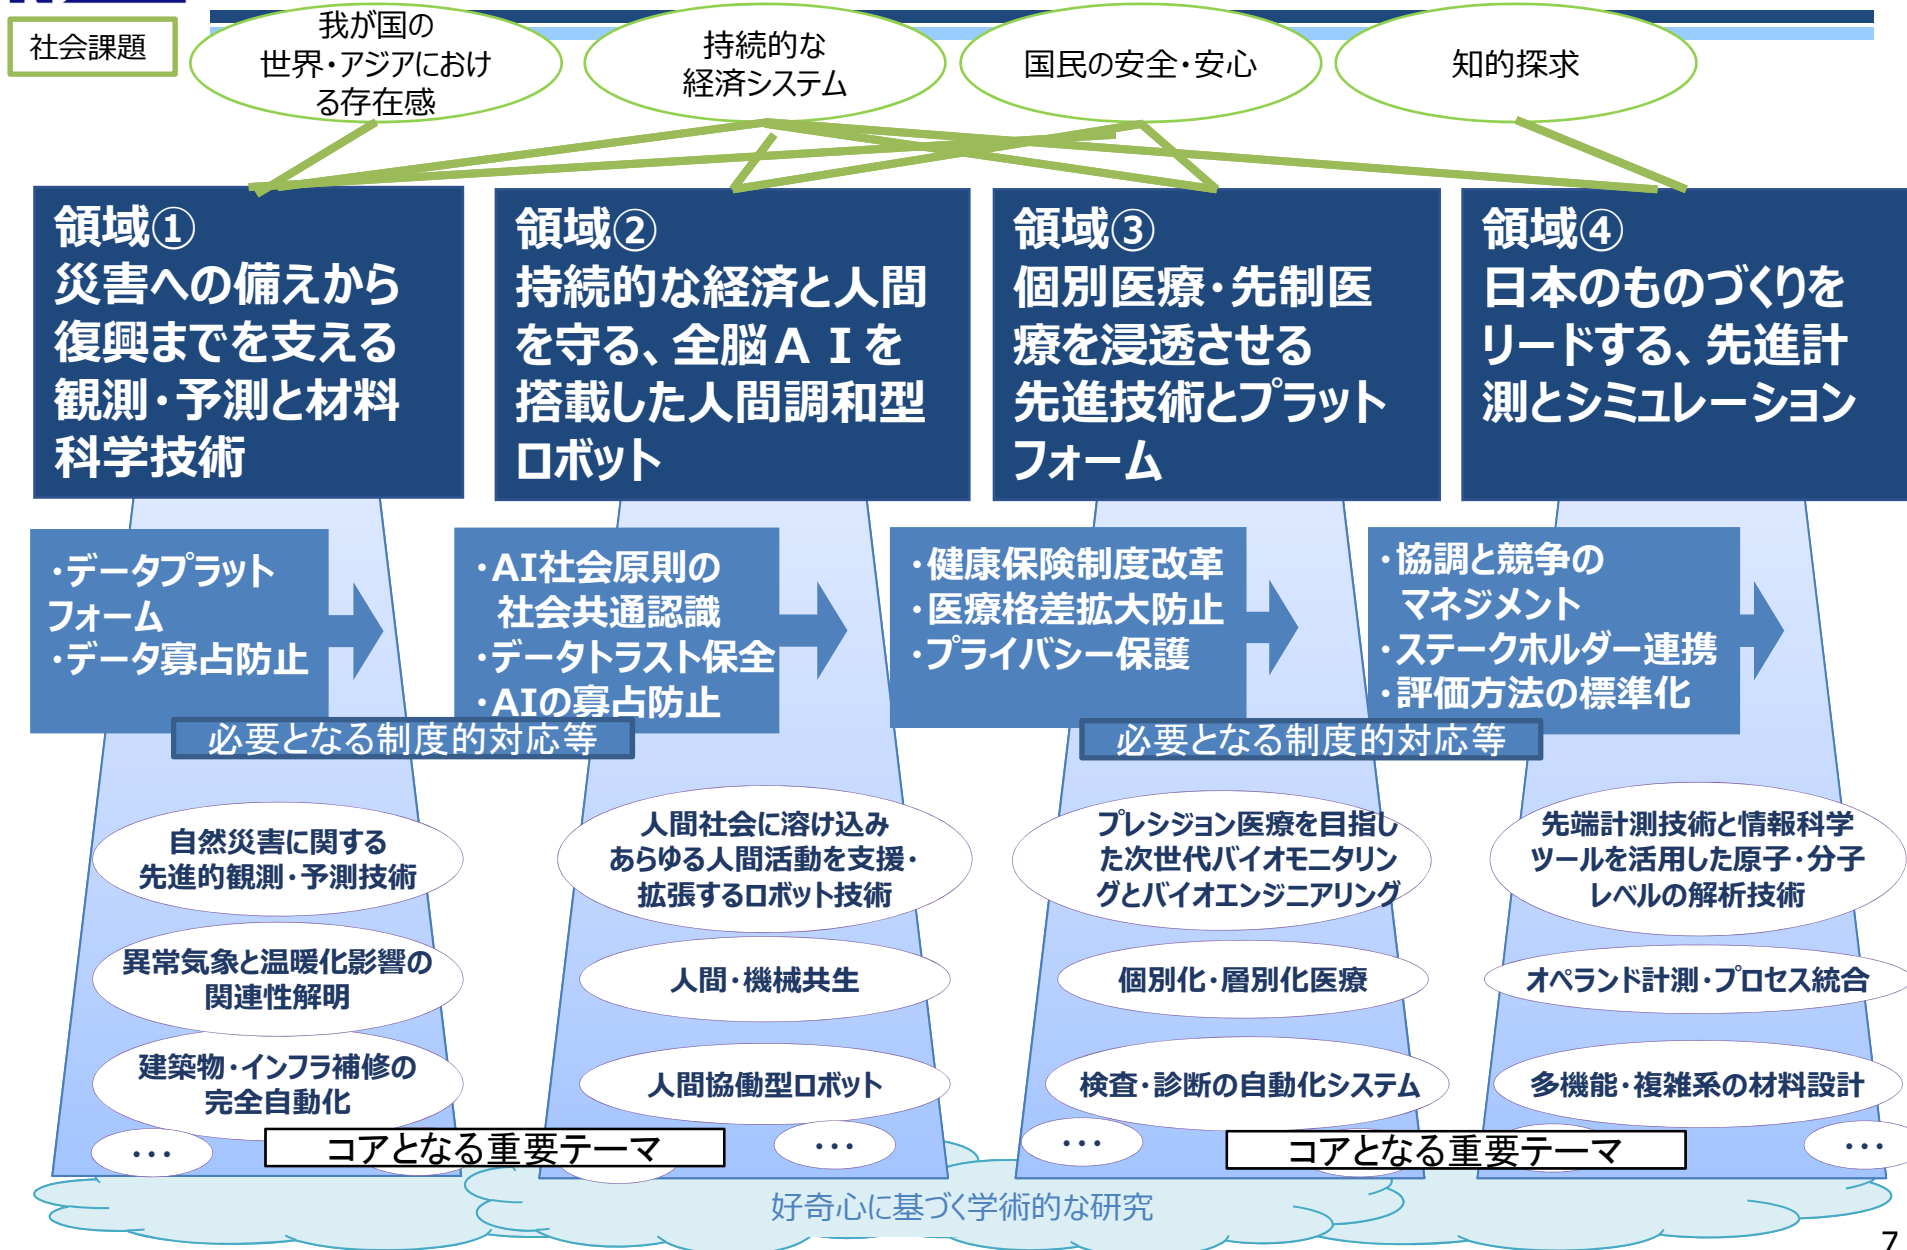 社会課題
我が国の
世界・アジアにおけ
る存在感
持続的な
経済システム
国民の安全・安心
知的探求
領域①
災害への備えから
復興までを支える
観測・予測と材料
科学技術
領域②
持続的な経済と人間
を守る、全脳ＡＩを
搭載した人間調和型
ロボット
領域③
個別医療・先制医
療を浸透させる
先進技術とプラット
フォーム
領域④
日本のものづくりを
リードする、先進計
測とシミュレーション
・データプラット
フォーム
・データ寡占防止
・AI社会原則の
社会共通認識
・データトラスト保全
・AIの寡占防止
・健康保険制度改革
・医療格差拡大防止
・プライバシー保護
・協調と競争の
マネジメント
・ステークホルダー連携
・評価方法の標準化
必要となる制度的対応等
必要となる制度的対応等
自然災害に関する
先進的観測・予測技術
異常気象と温暖化影響の
関連性解明
建築物・インフラ補修の
完全自動化
・・・
人間社会に溶け込み
あらゆる人間活動を支援・
拡張するロボット技術
人間・機械共生
人間協働型ロボット
・・・
プレシジョン医療を目指し
た次世代バイオモニタリン
グとバイオエンジニアリング
個別化・層別化医療
検査・診断の自動化システム
・・・
先端計測技術と情報科学
ツールを活用した原子・分子
レベルの解析技術
オペランド計測・プロセス統合
多機能・複雑系の材料設計
・・・
コアとなる重要テーマ
コアとなる重要テーマ
好奇心に基づく学術的な研究
7